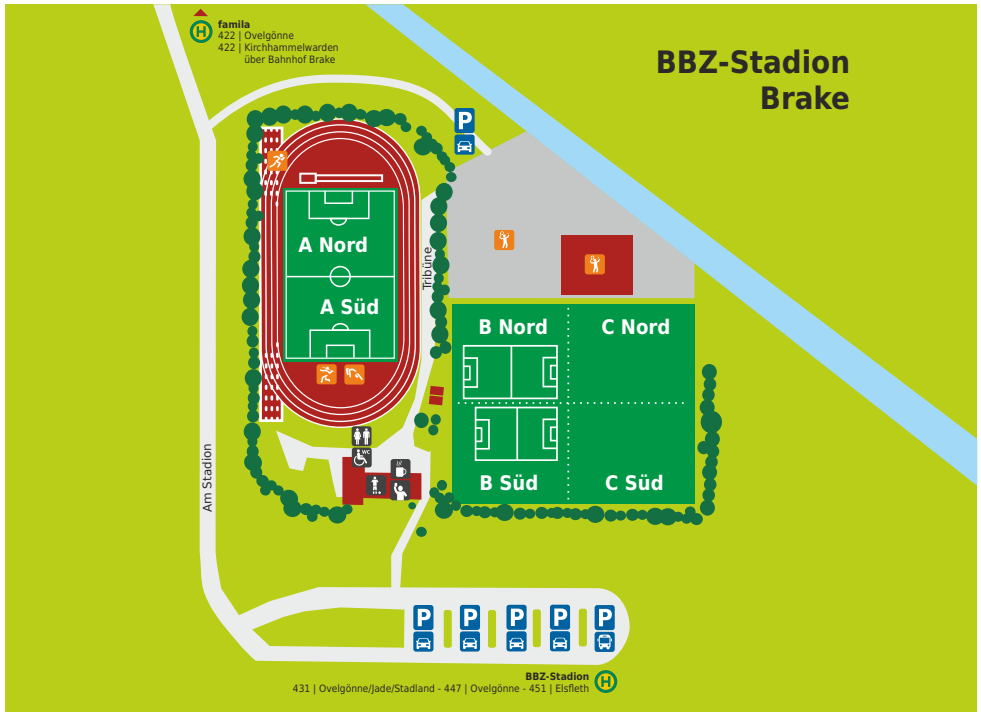 famila
422 | Ovelgönne
422 | Kirchhammelwarden
über Bahnhof Brake
H
BBZ-Stadion
Brake
P
A Nord
Tribüne
A Süd
B Nord
C Nord
WC
Am Stadion
B Süd
C Süd
P P P P P
BBZ-Stadion
431 | Ovelgönne/Jade/Stadland - 447 | Ovelgönne - 451 | Elsfleth
H